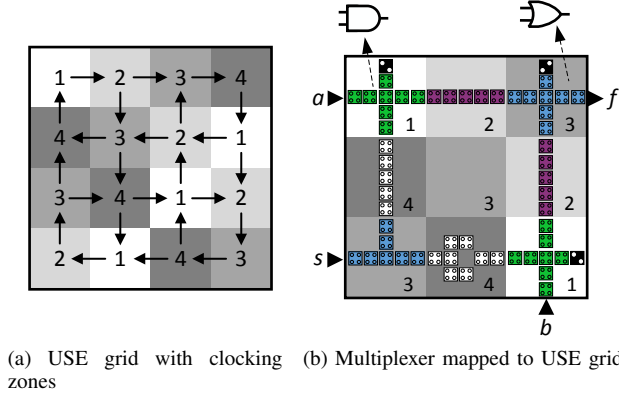 1 2 3 4
4 3 2 1
3 4 1 2
2 1 4 3
a 1 2 3 f
4 3 2
s 3 4 1
b
(a) USE grid with clocking
zones
(b) Multiplexer mapped to USE grid